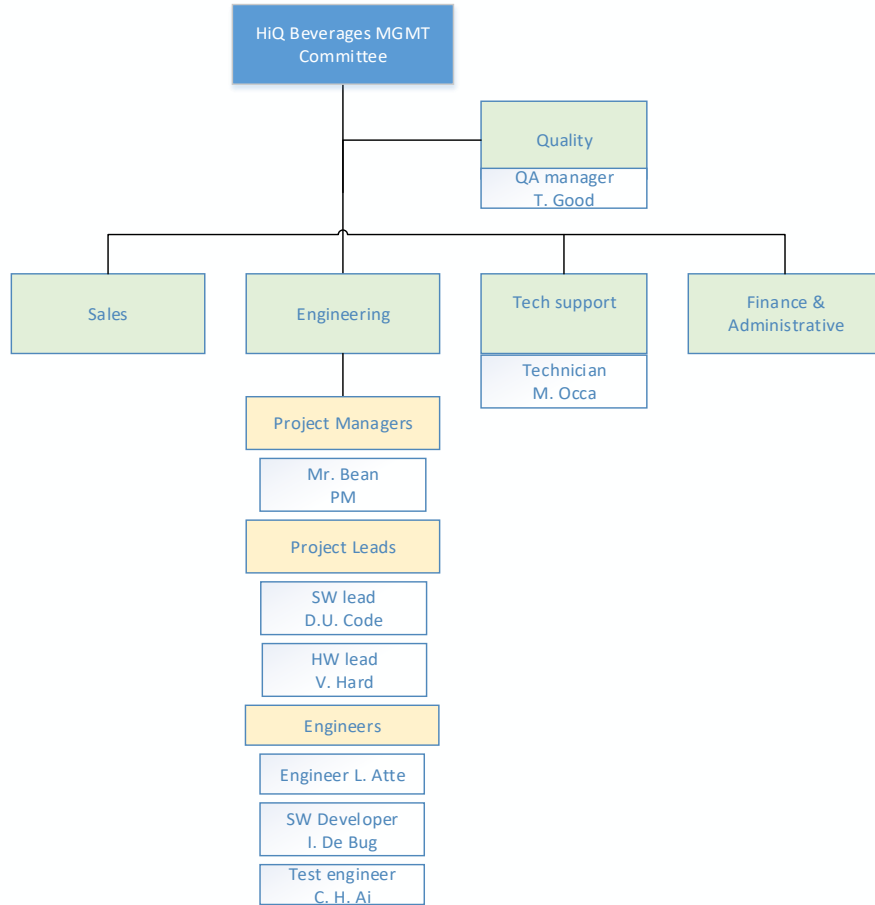 HiQ Beverages MGMT
Committee
Quality
QA manager
T. Good
Sales
Engineering
Tech support
Technician
M. Occa
Finance &
Administrative
Project Managers
Mr. Bean
PM
Project Leads
SW lead
D.U. Code
HW lead
V. Hard
Engineers
Engineer L. Atte
SW Developer
I. De Bug
Test engineer
C. H. Ai